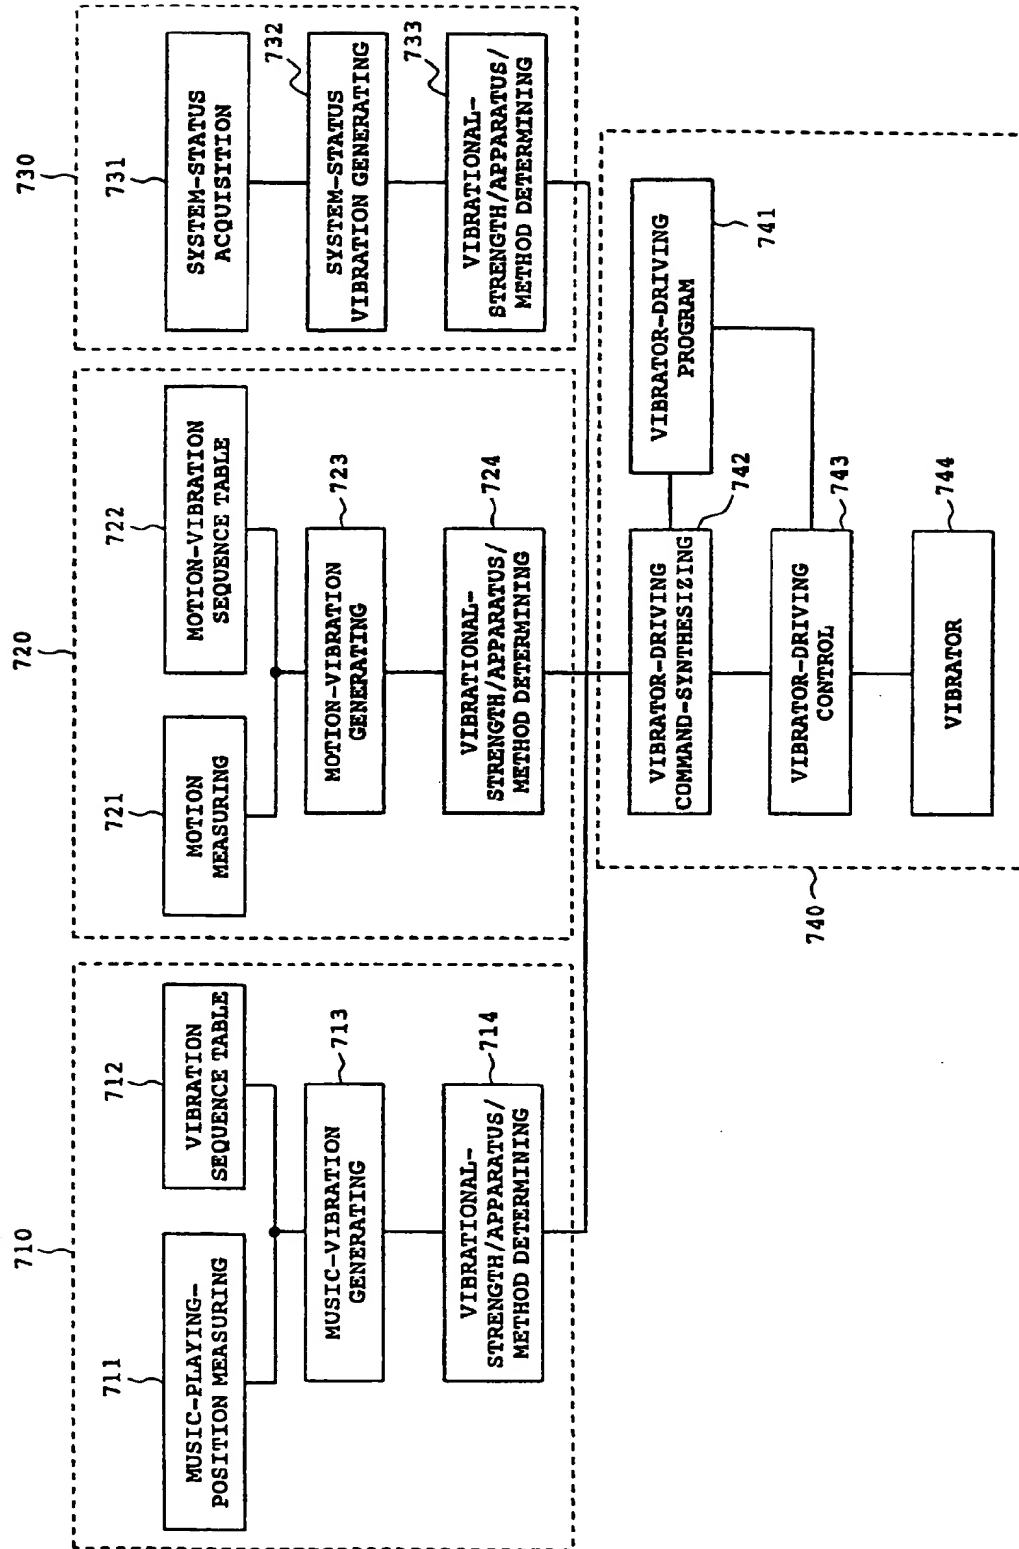 710
711
MUSIC-PLAYING-
POSITION MEASURING
712
VIBRATION
SEQUENCE TABLE
713
MUSIC-VIBRATION
GENERATING
714
VIBRATIONAL-
STRENGTH/APPARATUS/
METHOD DETERMINING
720
721
MOTION
MEASURING
722
MOTION-VIBRATION
SEQUENCE TABLE
723
MOTION-VIBRATION
GENERATING
724
VIBRATIONAL-
STRENGTH/APPARATUS/
METHOD DETERMINING
730
731
SYSTEM-STATUS
ACQUISITION
732
SYSTEM-STATUS
VIBRATION GENERATING
733
VIBRATIONAL-
STRENGTH/APPARATUS/
METHOD DETERMINING
740
VIBRATOR-DRIVING
COMMAND-SYNTHESIZING
742
VIBRATOR-DRIVING
PROGRAM
741
VIBRATOR-DRIVING
CONTROL
743
VIBRATOR
744